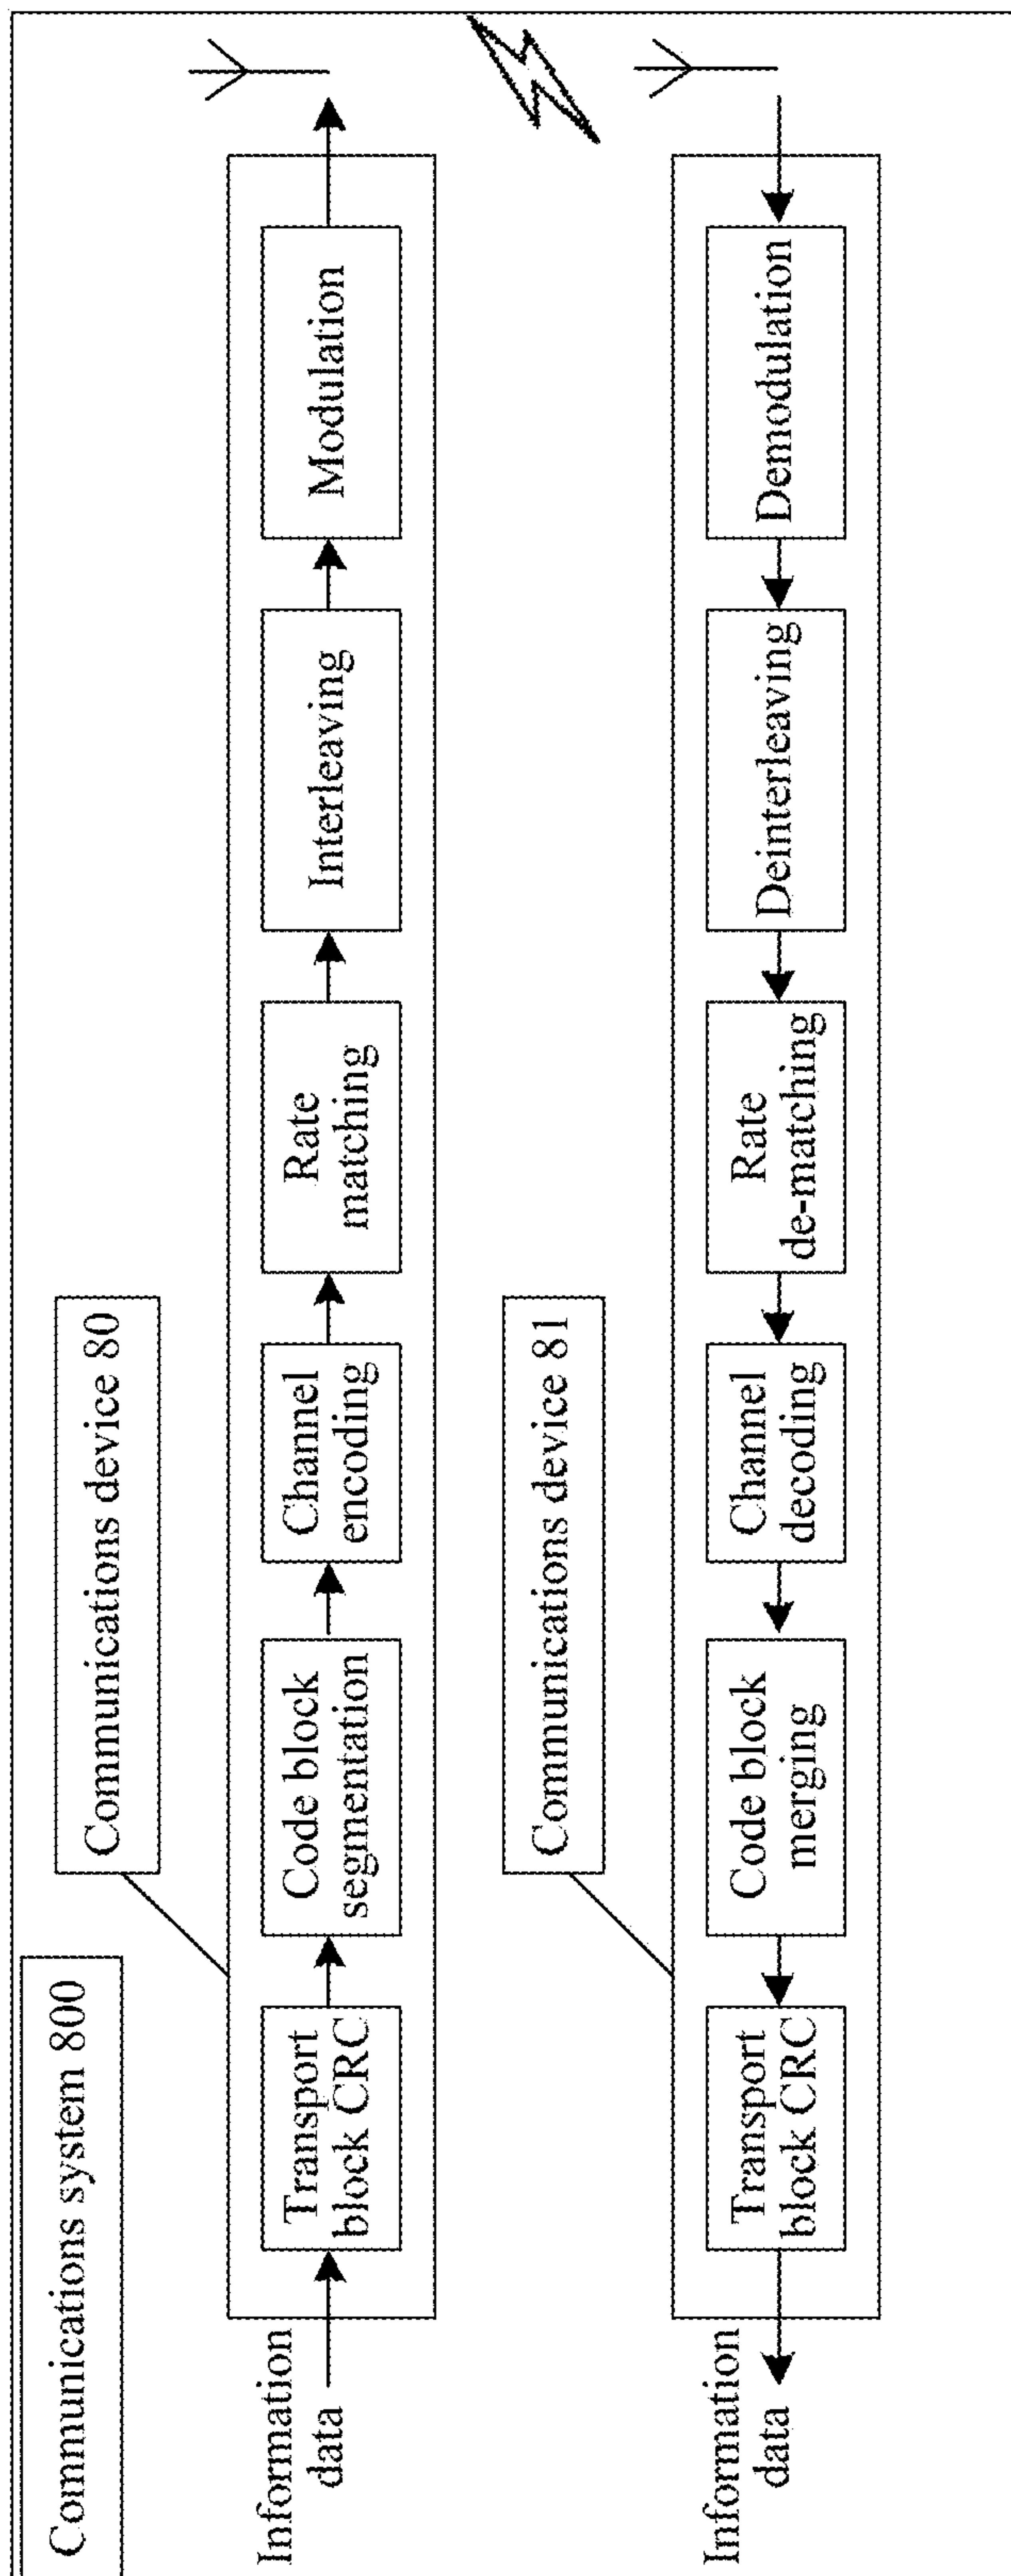 Communications system 800
Communications device 80
Information
data
Transport
block CRC
Code block
segmentation
Channel
encoding
Rate
matching
Interleaving
Modulation
Communications device 81
Information
data
Transport
block CRC
Code block
merging
Channel
decoding
Rate
de-matching
Deinterleaving
Demodulation